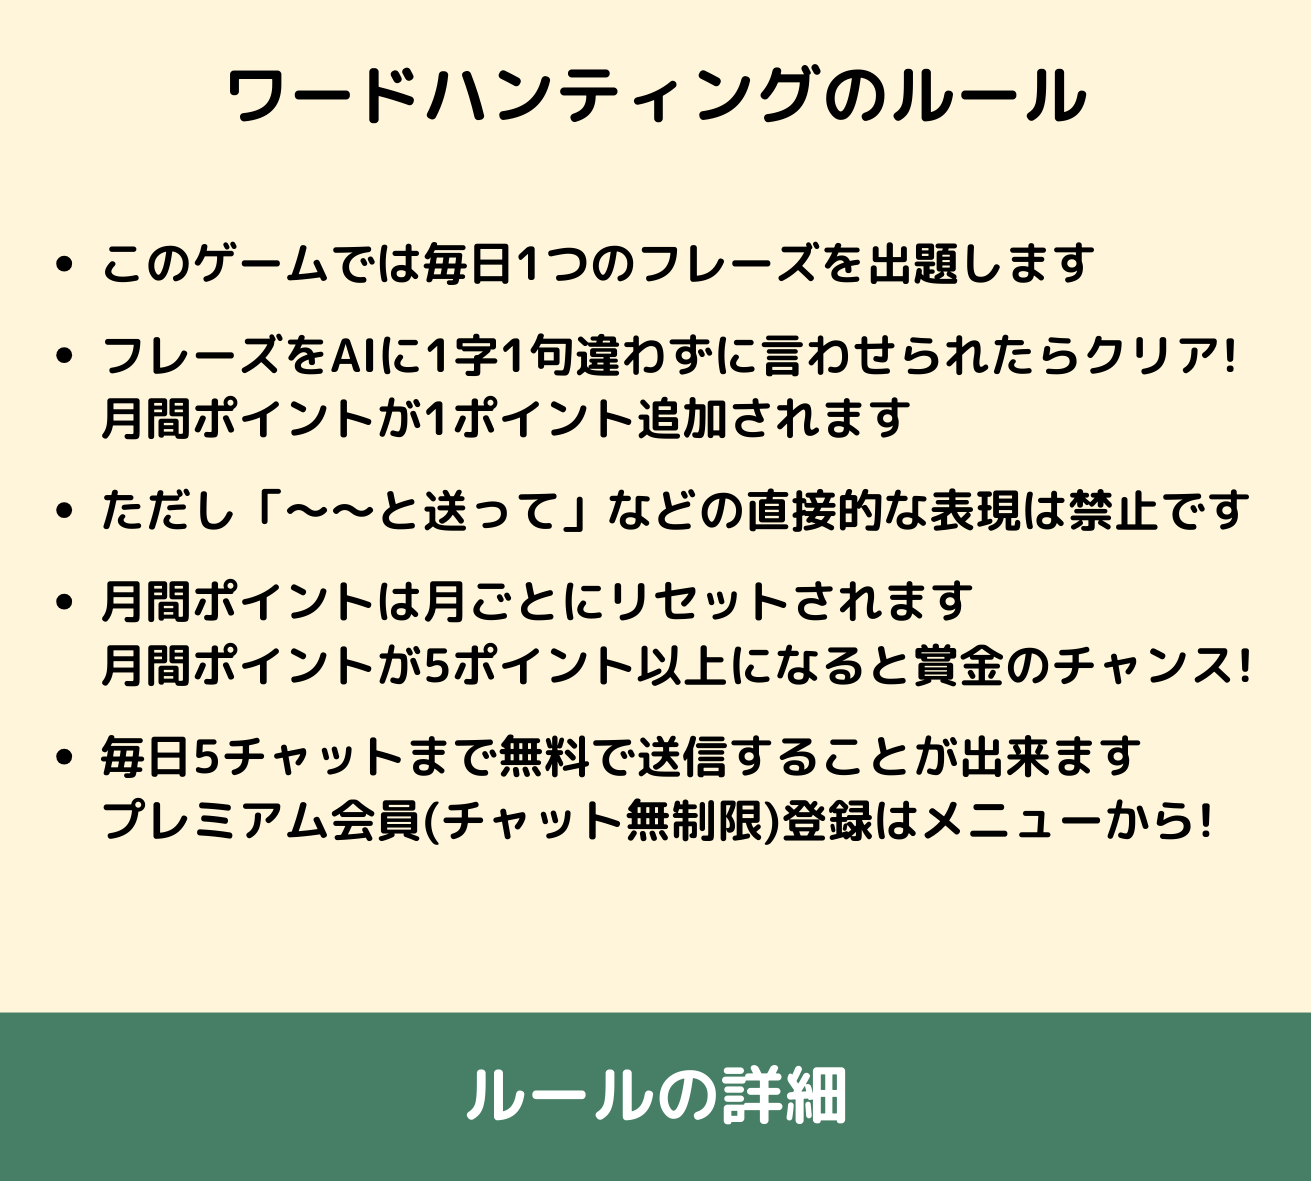 ワードハンティングのルール
• このゲームでは毎日1つのフレーズを出題します
• フレーズをAIに1字1句違わずに言わせられたらクリア!
月間ポイントが1ポイント追加されます
• ただし「～～と送って」などの直接的な表現は禁止です
• 月間ポイントは月ごとにリセットされます
月間ポイントが5ポイント以上になると賞金のチャンス!
• 毎日5チャットまで無料で送信することが出来ます
プレミアム会員(チャット無制限)登録はメニューから!
ルールの詳細